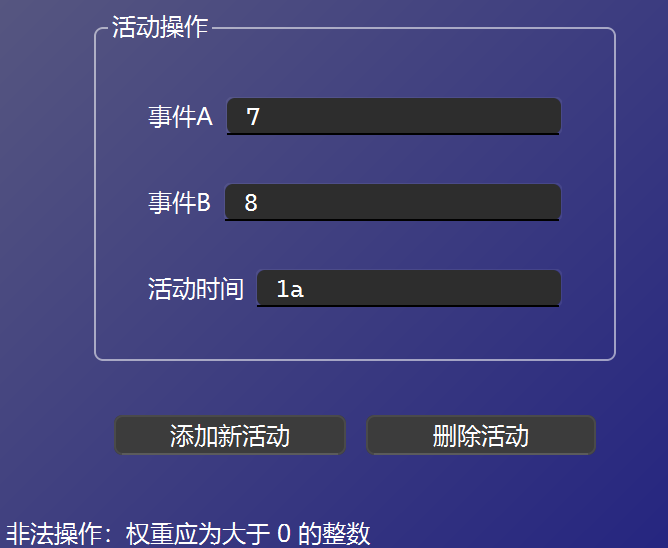 活动操作
事件A 7
事件B 8
活动时间 1a
添加新活动 删除活动
非法操作：权重应为大于 0 的整数